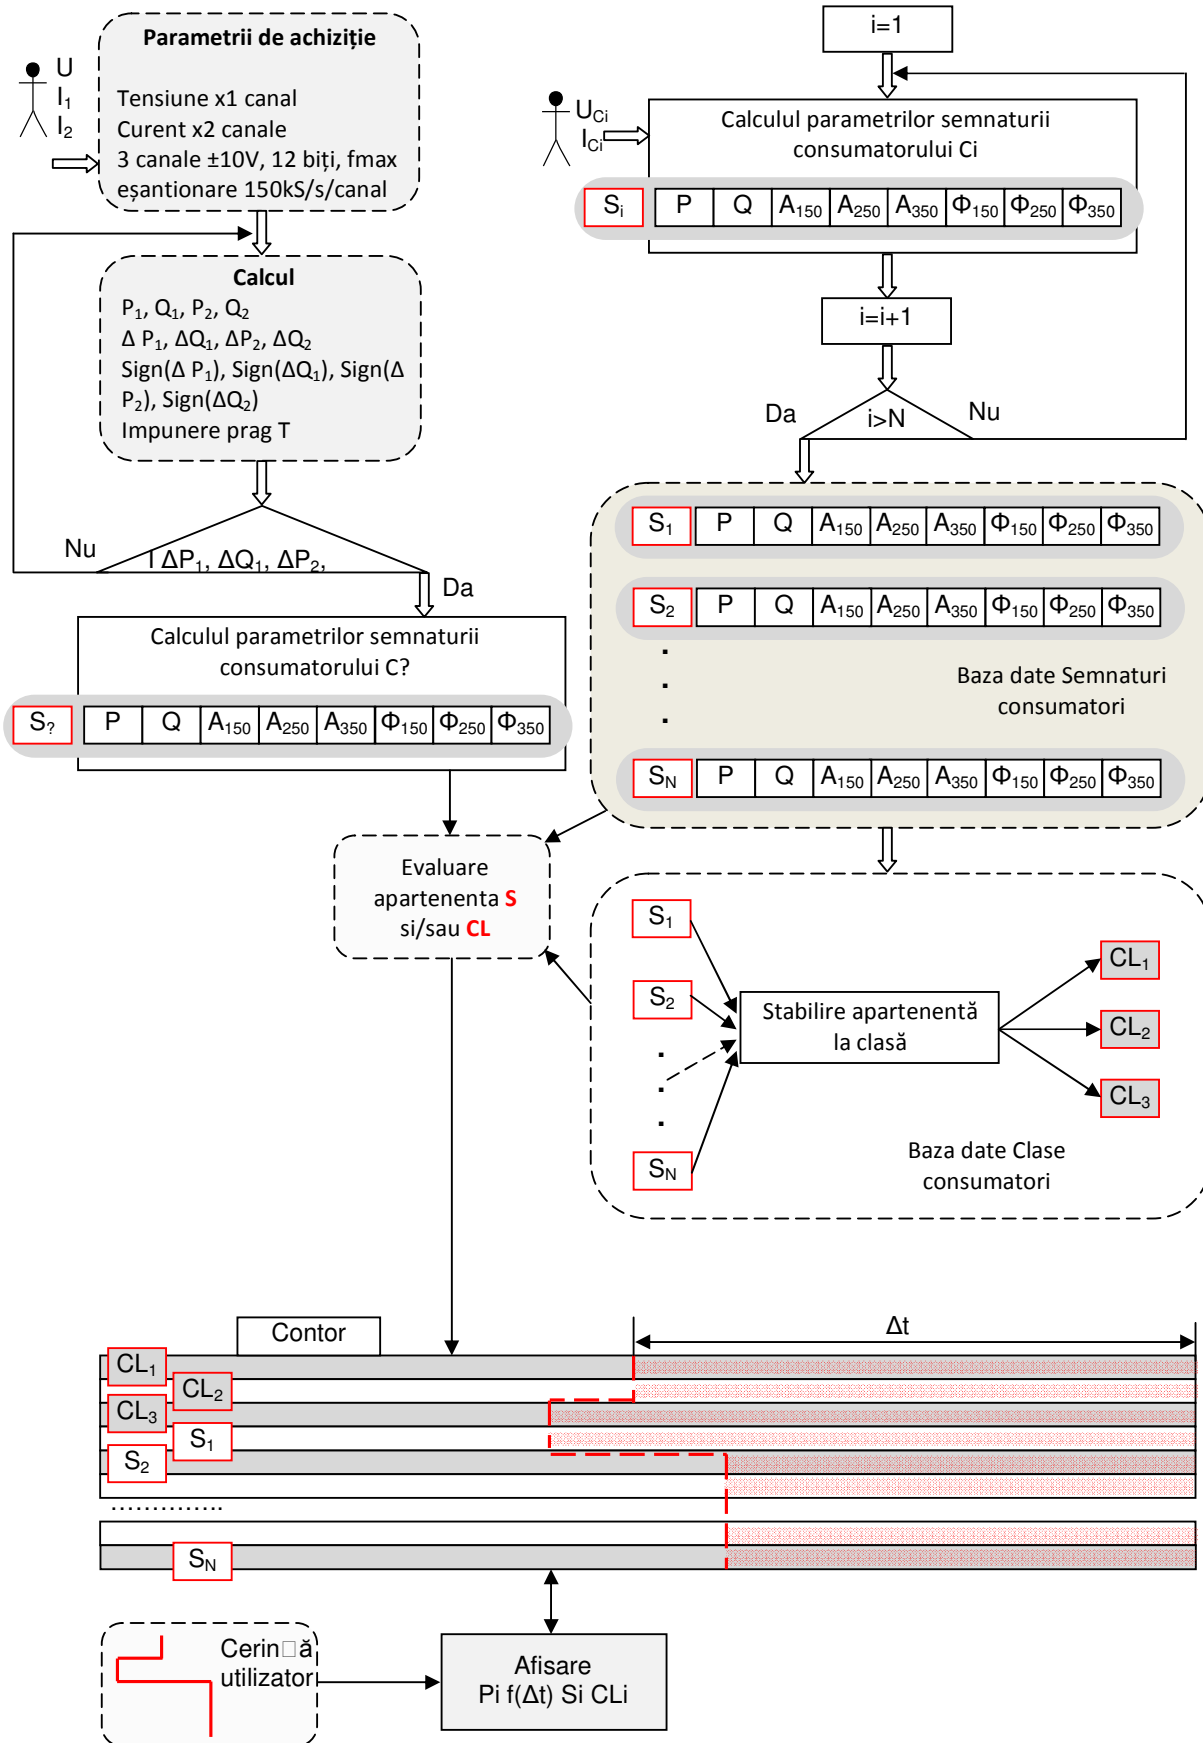 Parametrii de achiziție
U
I1
I2
Tensiune x1 canal
Curent x2 canale
3 canale ±10V, 12 biți, fmax
eșantionare 150kS/s/canal
Calcul
P1, Q1, P2, Q2
Δ P1, ΔQ1, ΔP2, ΔQ2
Sign(Δ P1), Sign(ΔQ1), Sign(Δ
P2), Sign(ΔQ2)
Impunere prag T
Nu
I ΔP1, ΔQ1, ΔP2,
Da
Calculul parametrilor semnaturii
consumatorului C?
S? P Q A150 A250 A350 Φ150 Φ250 Φ350
Evaluare
apartenenta S
si/sau CL
i=1
UCi
ICi
Calculul parametrilor semnaturii
consumatorului Ci
Si P Q A150 A250 A350 Φ150 Φ250 Φ350
i=i+1
Da
i>N
Nu
S1 P Q A150 A250 A350 Φ150 Φ250 Φ350
S2 P Q A150 A250 A350 Φ150 Φ250 Φ350
.
.
.
Baza date Semnaturi
consumatori
SN P Q A150 A250 A350 Φ150 Φ250 Φ350
S1
S2
.
.
.
SN
Stabilire apartenentă
la clasă
CL1
CL2
CL3
Baza date Clase
consumatori
Contor
Δt
CL1
CL2
CL3
S1
S2
..............
SN
Cerin□ă
utilizator
Afisare
Pi f(Δt) Si CLi